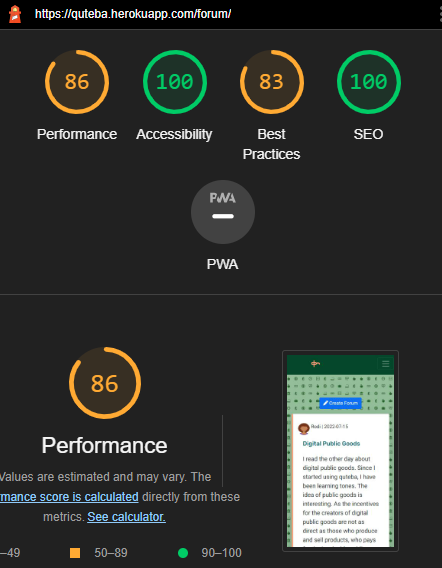 https://quteba.herokuapp.com/forum/
86
100
83
100
Performance
Accessibility
Best
Practices
SEO
PWA
PWA
86
Performance
Values are estimated and may vary. The
rmance score is calculated directly from these
metrics. See calculator.
–49
50–89
90–100
Create Forum
Rodi | 2022-07-15
Digital Public Goods
I read the other day about
digital public goods. Since I
started using quteba, I have
been learning tones. The
idea of public goods is
interesting. As the incentives
for the creators of digital
public goods are not as
direct as those who produce
and sell products, who pays